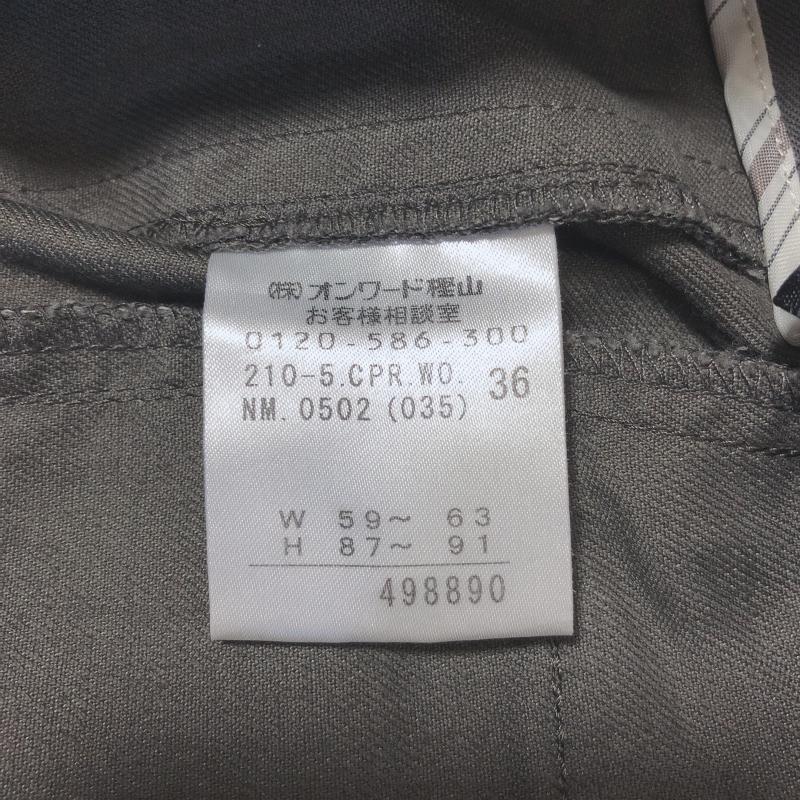 (株)オンワード樫山
お客様相談室
0120-586-300
210-5.CPR.WO. 36
NM.0502(035)
W 59〜 63
H 87〜 91
498890